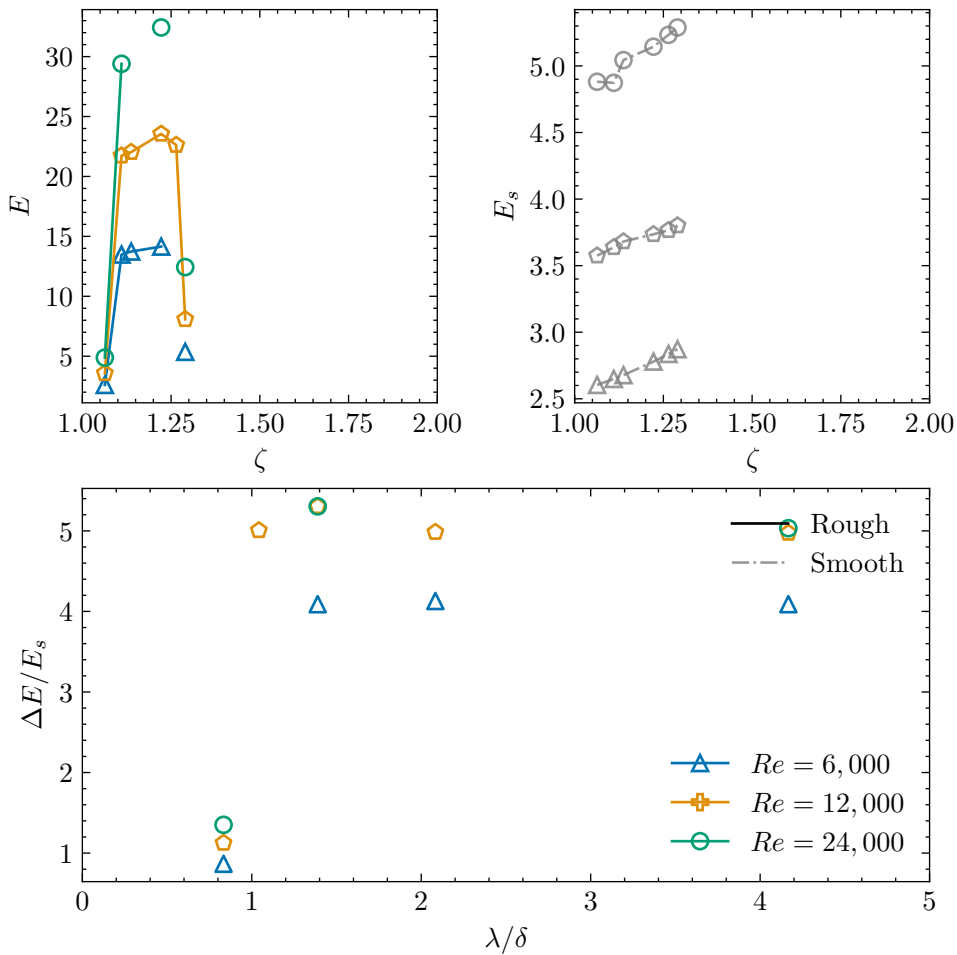 30
25
20
15
10
5
E
1.00 1.25 1.50 1.75 2.00
ζ
5.0
4.5
4.0
3.5
3.0
2.5
E_s
1.00 1.25 1.50 1.75 2.00
ζ
5
4
3
2
1
ΔE/E_s
0 1 2 3 4 5
λ/δ
Rough
Smooth
Re = 6,000
Re = 12,000
Re = 24,000